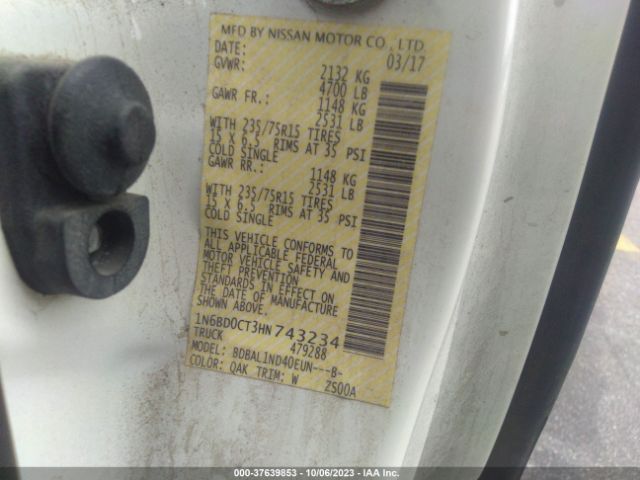 MFD BY NISSAN MOTOR CO., LTD.
DATE: 03/17
GVWR: 2132 KG
4700 LB
GAWR FR.: 1148 KG
2531 LB
WITH 235/75R15 TIRES
15 X 6.5 RIMS AT 35 PSI
COLD SINGLE
GAWR RR.: 1148 KG
2531 LB
WITH 235/75R15 TIRES
15 X 6.5 RIMS AT 35 PSI
COLD SINGLE
THIS VEHICLE CONFORMS TO
ALL APPLICABLE FEDERAL
MOTOR VEHICLE SAFETY AND
THEFT PREVENTION
STANDARDS IN EFFECT ON
THE DATE OF MANUFACTURE
SHOWN ABOVE.
1N6BD0CT3HN743234
TRUCK 479288
MODEL: BDBAL1ND40EUN---B-
COLOR: QAK TRIM: W ZS00A
000-37639853 | 10/06/2023 | IAA Inc.